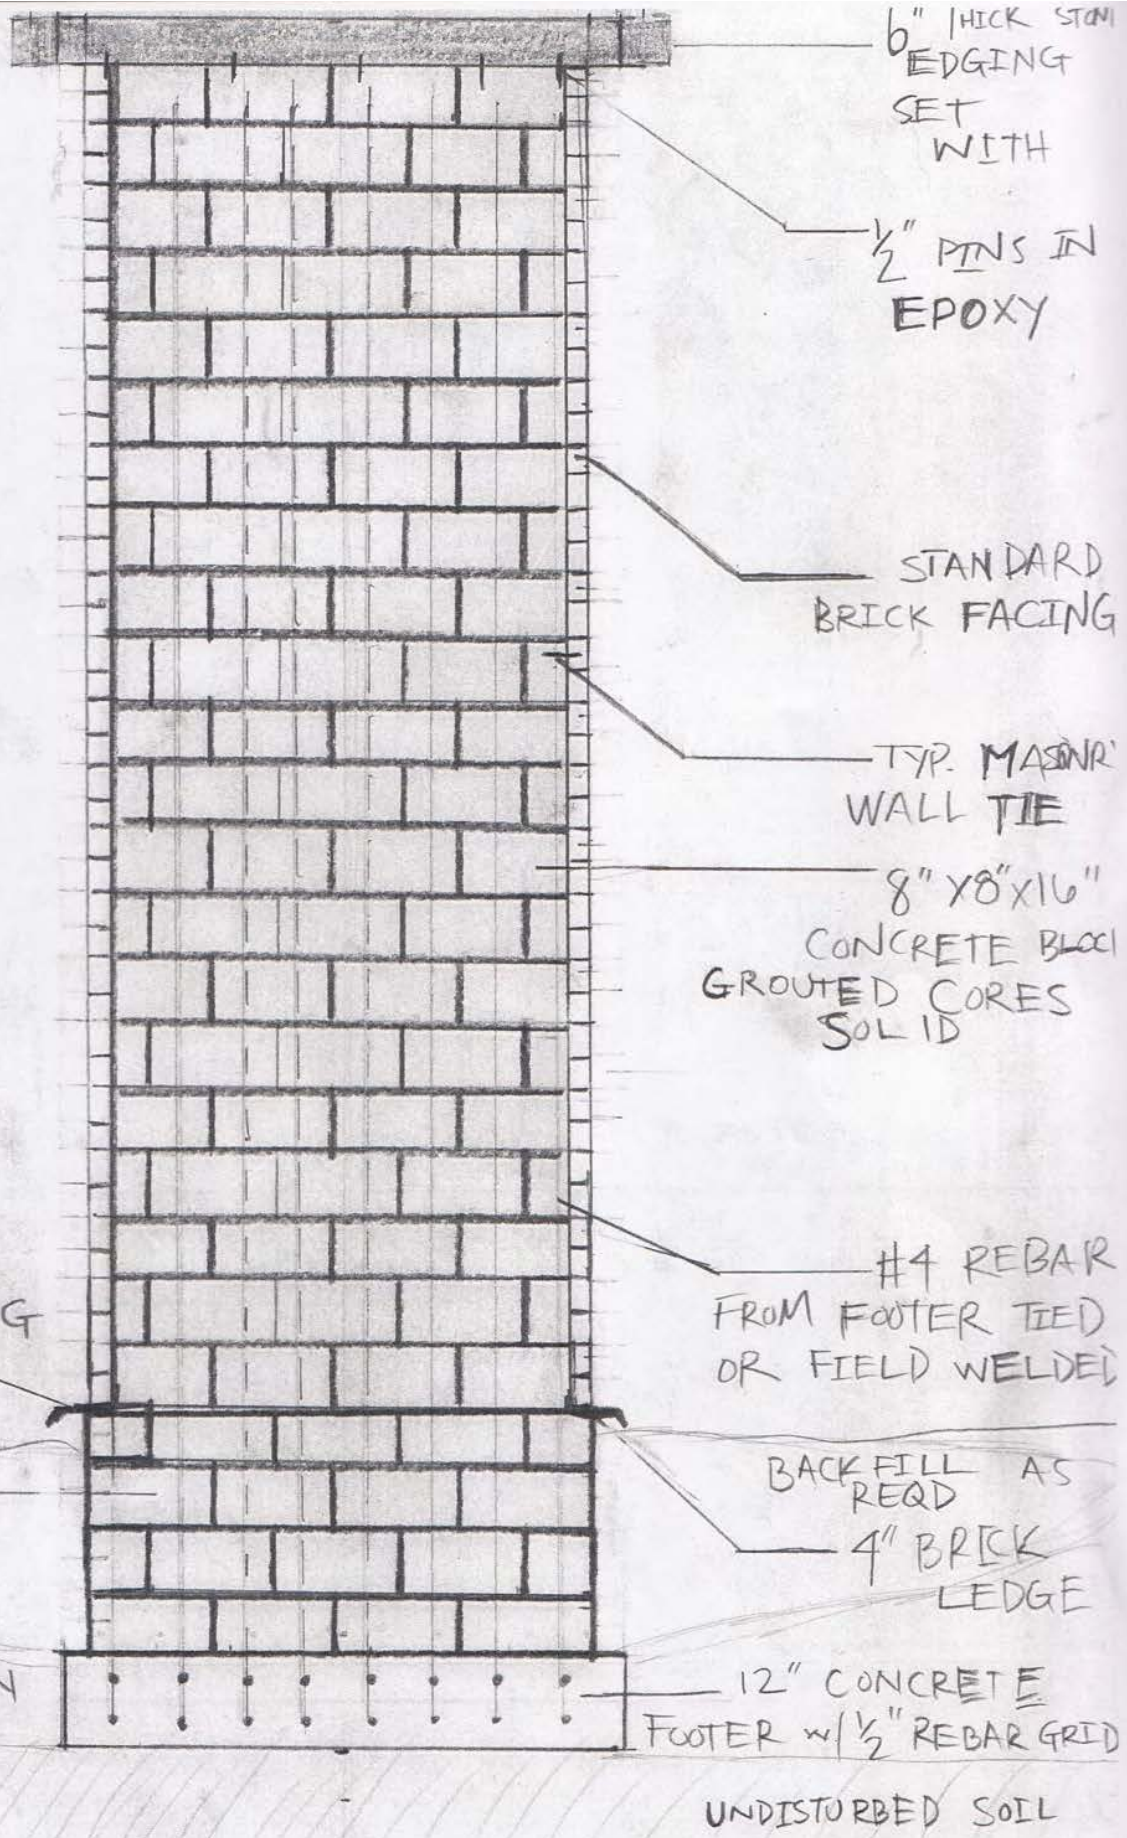 6" THICK STON
EDGING
SET
WITH
½" PINS IN
EPOXY
STANDARD
BRICK FACING
TYP. MASONR
WALL TIE
8"X8"X16"
CONCRETE BLOC
GROUTED CORES
SOLID
#4 REBAR
FROM FOOTER TIED
OR FIELD WELDED
G
BACKFILL AS
REQD
4" BRICK
LEDGE
12" CONCRETE
FOOTER w/ ½" REBAR GRID
UNDISTURBED SOIL